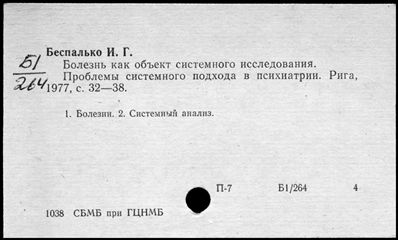 Беспалько И. Г.
Б1/264
Болезнь как объект системного исследования.
Проблемы системного подхода в психиатрии. Рига,
1977, с. 32—38.
1. Болезни. 2. Системный анализ.
П-7 Б1/264 4
1038 СБМБ при ГЦНМБ